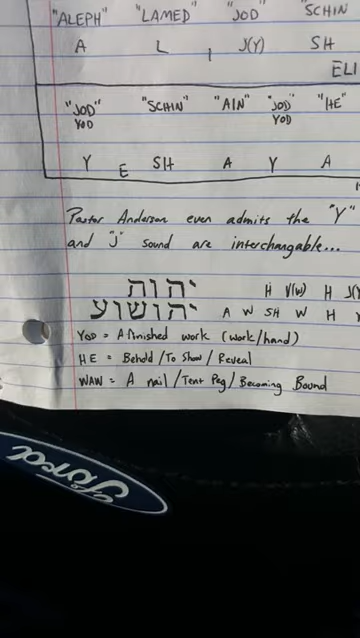 "ALEPH" "LAMED" "JOD" "SCHIN
A L I J(Y) SH
ELI
"JOD" "SCHIN" "AIN" "JOD" "HE"
YOD YOD
Y E SH A Y A
Pastor Anderson even admits the "Y"
and "J" sound are interchangable...
יהוה H V(W) H J(Y
יהושוע A W SH W H
YOD = A finished work (work/hand)
HE = Behold / To Show / Reveal
WAW = A nail / Tent Peg / Becoming Bound
Ford